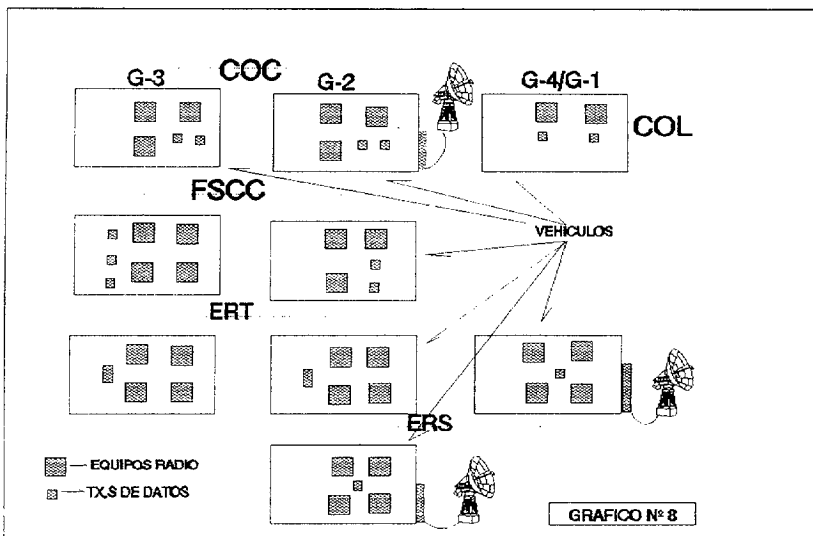 COC
G-3
G-2
G-4/G-1
COL
FSCC
VEHICULOS
ERT
ERS
EQUIPOS RADIO
TX,S DE DATOS
GRAFICO Nº 8